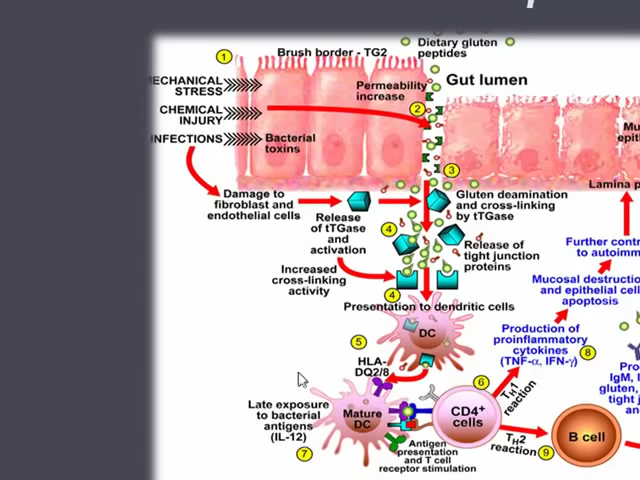 1
Brush border - TG2
Dietary gluten
peptides
Gut lumen
MECHANICAL
STRESS
Permeability
increase
2
CHEMICAL
INJURY
INFECTIONS
Bacterial
toxins
3
Lamina
Damage to
fibroblast and
endothelial cells
Gluten deamination
and cross-linking
by tTGase
Release
of tTGase
and
activation
4
Release of
tight junction
proteins
Further
to
Increased
cross-linking
activity
4
Mucosal
and epithelial
apoptosis
Presentation to dendritic cells
DC
5
Production of
proinflammatory
cytokines
(TNF-α, IFN-γ)
8
HLA-
DQ2/8
6
IgM,
gluten,
tight
TH1
reaction
Late exposure
to bacterial
antigens
(IL-12)
Mature
DC
CD4+
cells
TH2
reaction
9
B cell
7
Antigen
presentation
and T cell
receptor stimulation